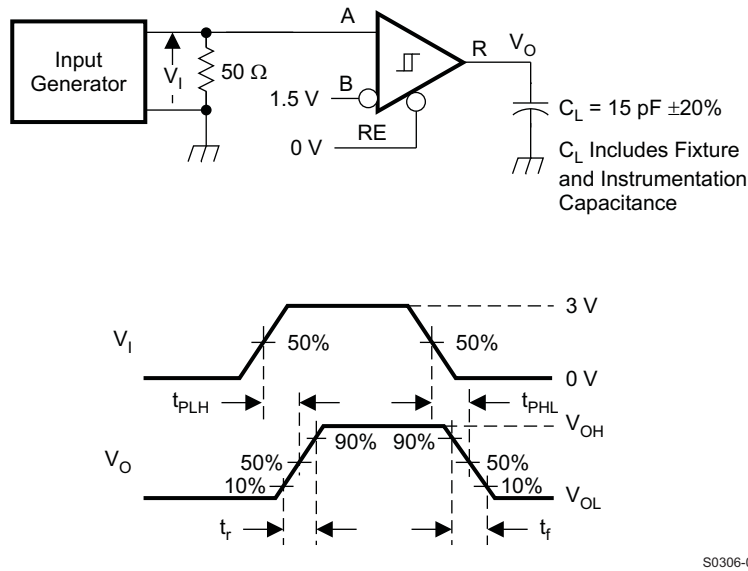 Input
Generator
V_I
50 Ω
A
B
1.5 V
RE
0 V
R
V_O
C_L = 15 pF ±20%
C_L Includes Fixture
and Instrumentation
Capacitance
3 V
V_I
50%
50%
0 V
t_PLH
t_PHL
V_OH
90%
90%
V_O
50%
50%
10%
10%
V_OL
t_r
t_f